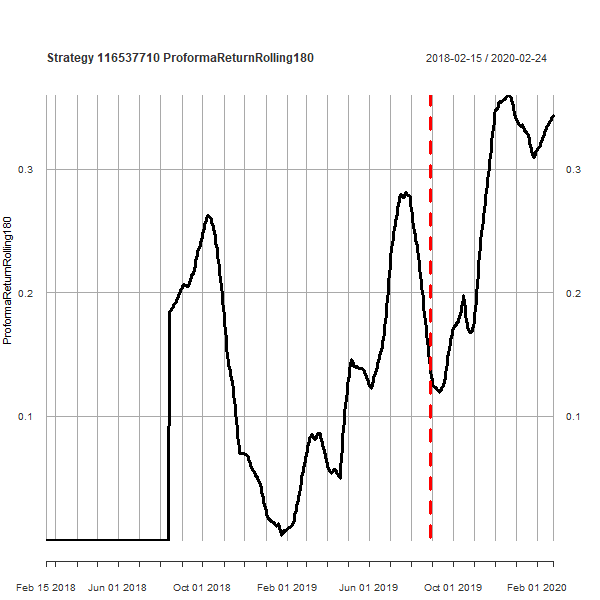 Strategy 116537710 ProformaReturnRolling180
2018-02-15 / 2020-02-24
ProformaReturnRolling180
0.3
0.3
0.2
0.2
0.1
0.1
Feb 15 2018
Jun 01 2018
Oct 01 2018
Feb 01 2019
Jun 01 2019
Oct 01 2019
Feb 01 2020